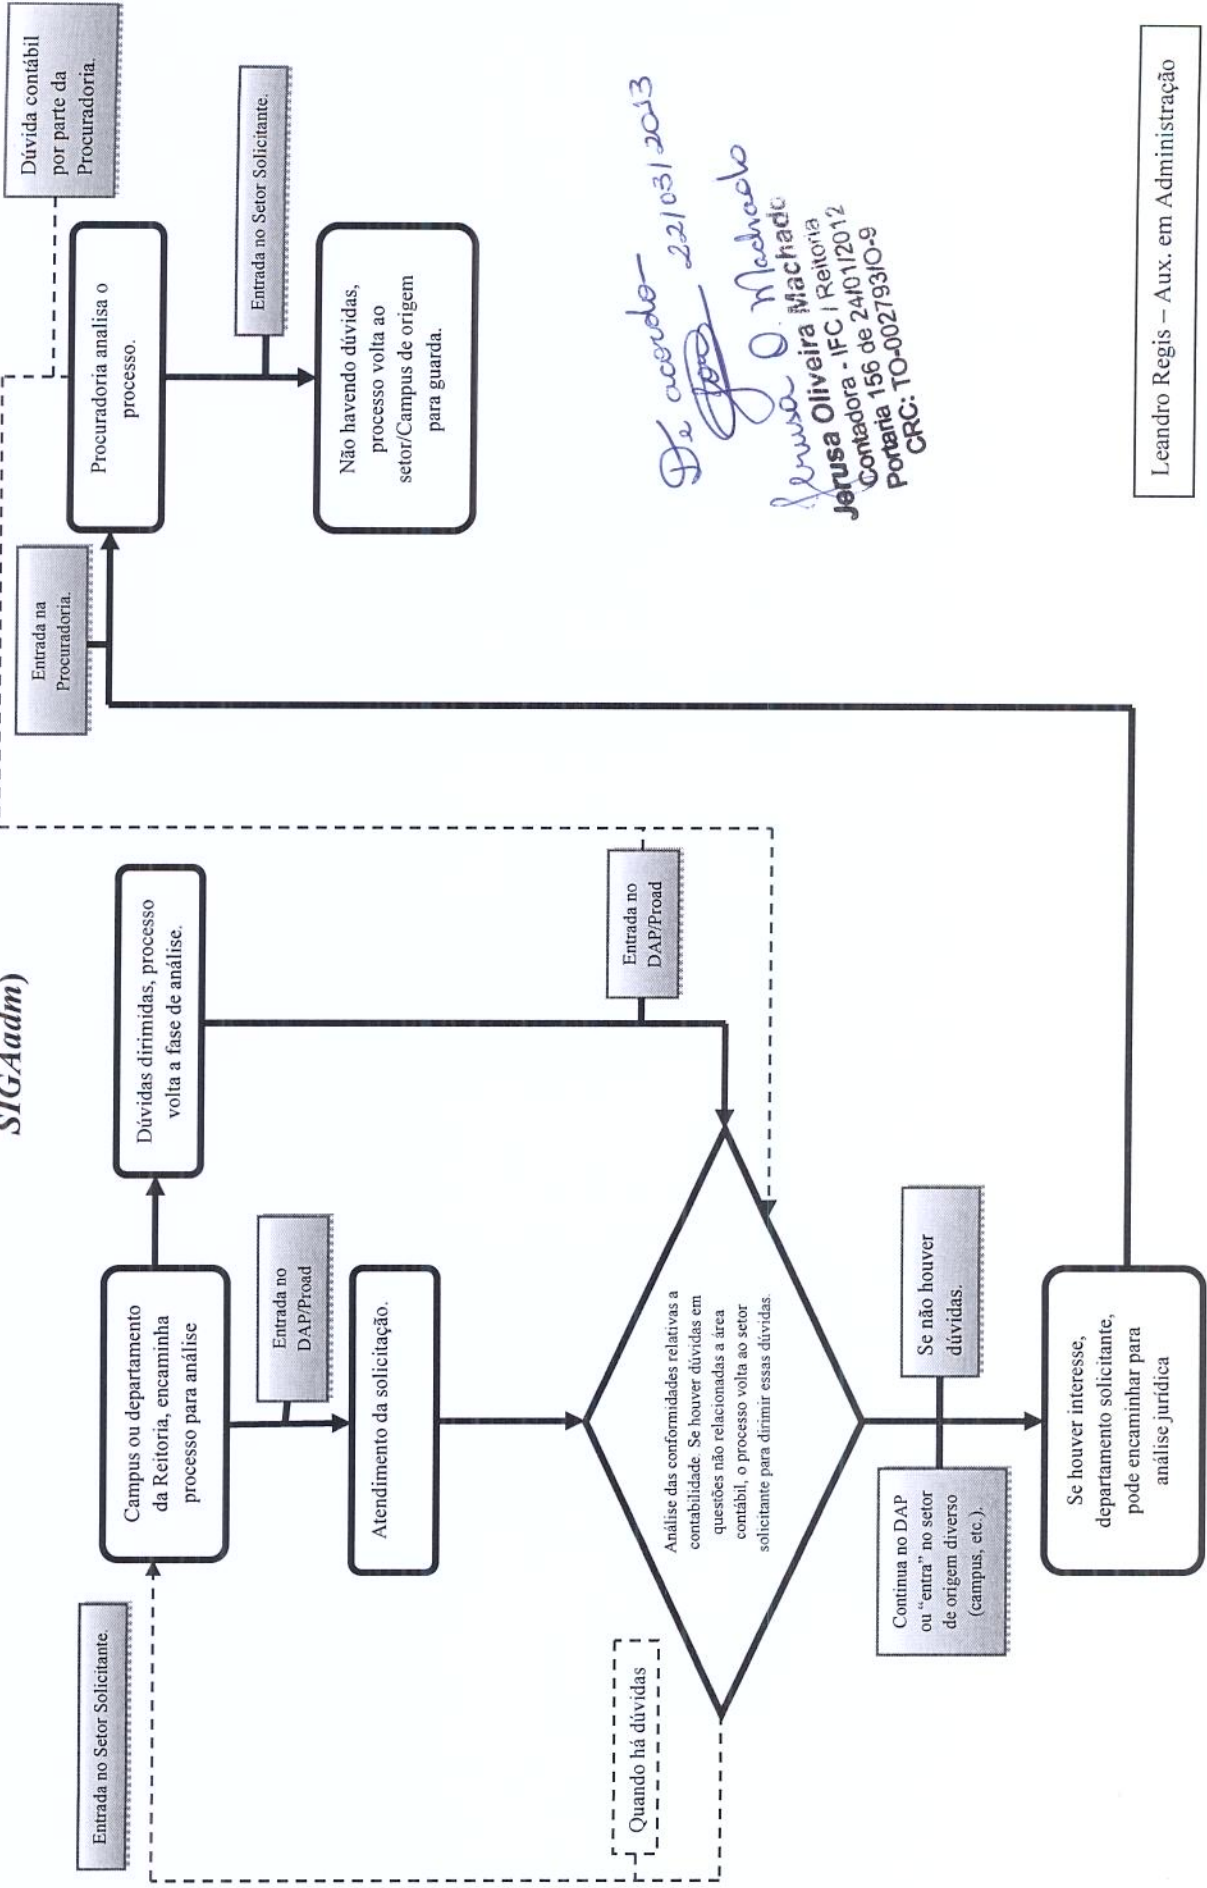 SIGAadm)
Entrada no Setor Solicitante.
Campus ou departamento
da Reitoria, encaminha
processo para análise
Dúvidas dirimidas, processo
volta a fase de análise.
Entrada no
DAP/Proad
Atendimento da solicitação.
Quando há dúvidas
Análise das conformidades relativas a
contabilidade. Se houver dúvidas em
questões não relacionadas a área
contábil, o processo volta ao setor
solicitante para dirimir essas dúvidas.
Entrada no
DAP/Proad
Continua no DAP
ou “entra” no setor
de origem diverso
(campus, etc.).
Se não houver
dúvidas.
Se houver interesse,
departamento solicitante,
pode encaminhar para
análise jurídica
Entrada na
Procuradoria.
Dúvida contábil
por parte da
Procuradoria.
Procuradoria analisa o
processo.
Entrada no Setor Solicitante.
Não havendo dúvidas,
processo volta ao
setor/Campus de origem
para guarda.
De acordo
22/03/2013
Jerusa O. Machado
Jerusa Oliveira Machado
Contadora - IFC / Reitoria
Portaria 156 de 24/01/2012
CRC: TO-002793/O-9
Leandro Regis – Aux. em Administração